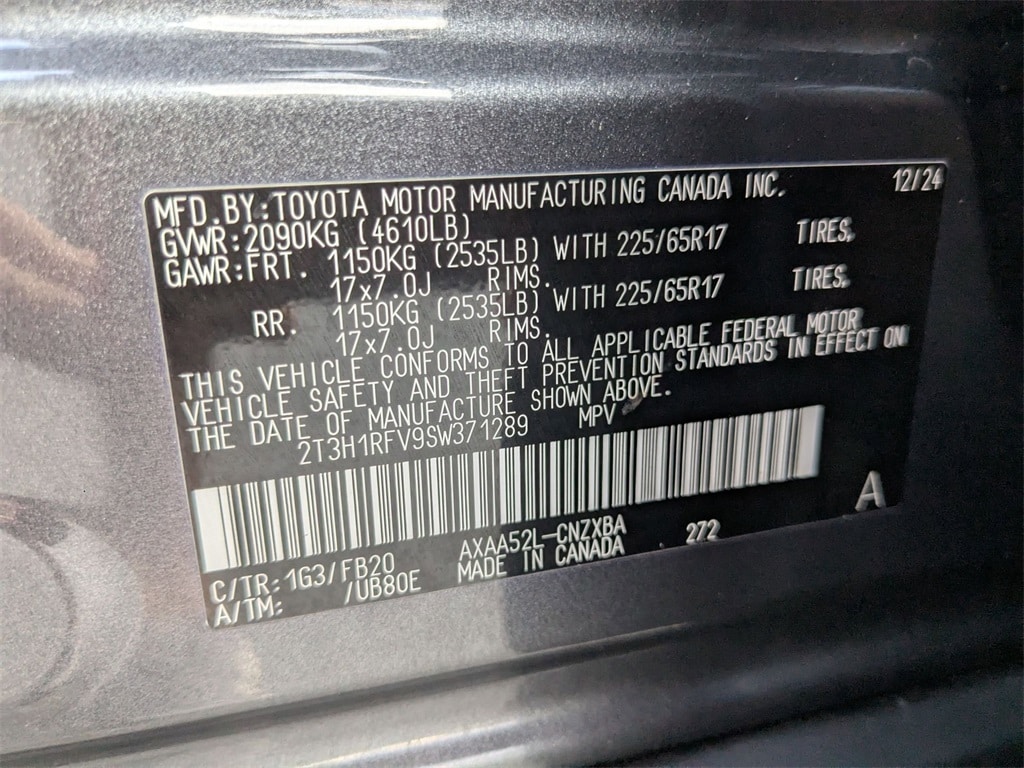 MFD.BY:TOYOTA MOTOR MANUFACTURING CANADA INC. 12/24
GVWR:2090KG (4610LB)
GAWR:FRT. 1150KG (2535LB) WITH 225/65R17 TIRES,
17x7.0J RIMS.
RR. 1150KG (2535LB) WITH 225/65R17 TIRES,
17x7.0J RIMS.
THIS VEHICLE CONFORMS TO ALL APPLICABLE FEDERAL MOTOR
VEHICLE SAFETY AND THEFT PREVENTION STANDARDS IN EFFECT ON
THE DATE OF MANUFACTURE SHOWN ABOVE.
2T3H1RFV9SW371289 MPV
A
C/TR:1G3/FB20 AXAA52L-CNZXBA 272
A/TM: /UB80E MADE IN CANADA